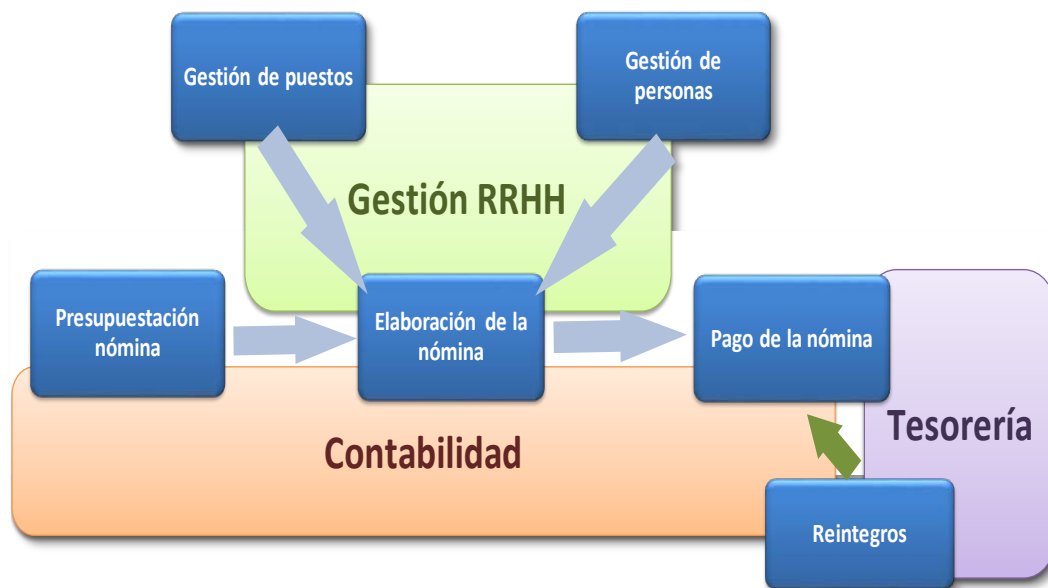 Gestión de puestos
Gestión de
personas
Gestión RRHH
Presupuestación
nómina
Elaboración de la
nómina
Pago de la nómina
Tesorería
Contabilidad
Reintegros